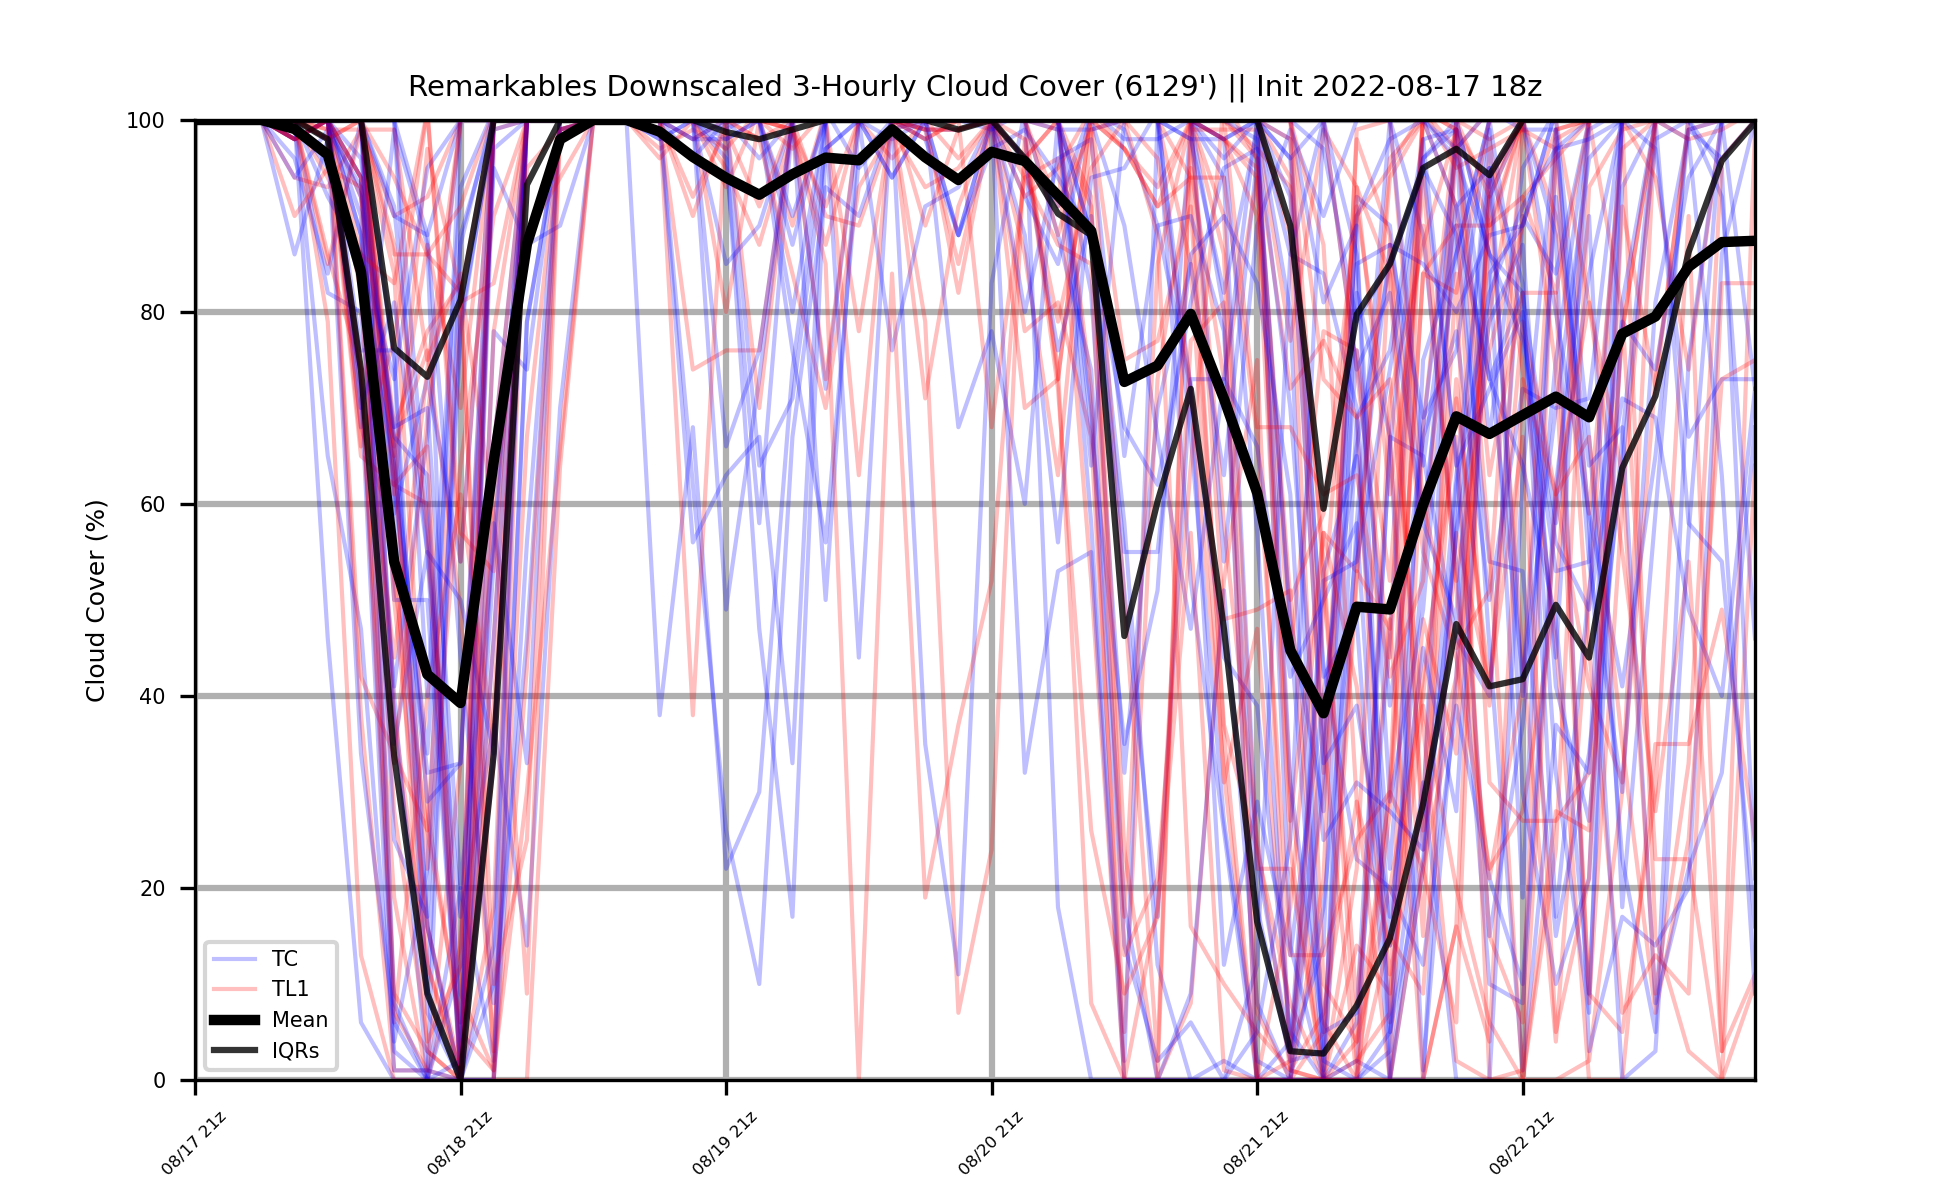 Remarkables Downscaled 3-Hourly Cloud Cover (6129') || Init 2022-08-17 18z
Cloud Cover (%)
100
80
60
40
20
0
TC
TL1
Mean
IQRs
08/17 21z
08/18 21z
08/19 21z
08/20 21z
08/21 21z
08/22 21z